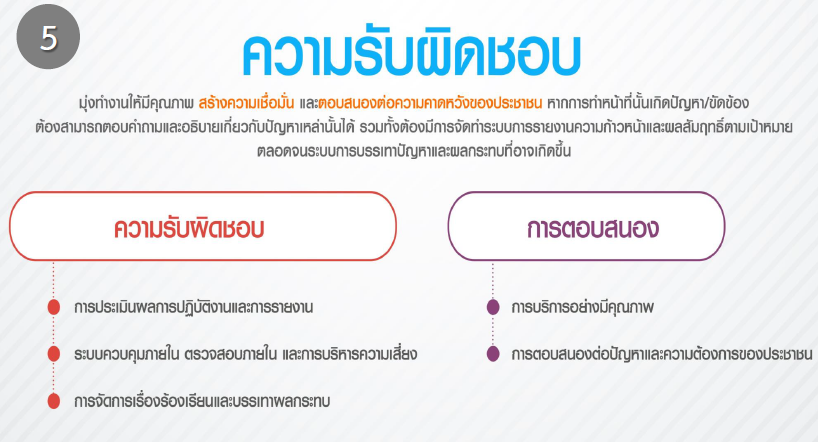 5
ความรับผิดชอบ
มุ่งทำงานให้มีคุณภาพ สร้างความเชื่อมั่น และตอบสนองต่อความคาดหวังของประชาชน หากการทำหน้าที่นั้นเกิดปัญหา/ขัดข้อง
ต้องสามารถตอบคำถามและอธิบายเกี่ยวกับปัญหาเหล่านั้นได้ รวมทั้งต้องมีการจัดทำระบบการรายงานความก้าวหน้าและผลสัมฤทธิ์ตามเป้าหมาย
ตลอดจนระบบการบรรเทาปัญหาและผลกระทบที่อาจเกิดขึ้น
ความรับผิดชอบ
การประเมินผลการปฏิบัติงานและการรายงาน
ระบบควบคุมภายใน ตรวจสอบภายใน และการบริหารความเสี่ยง
การจัดการเรื่องร้องเรียนและบรรเทาผลกระทบ
การตอบสนอง
การบริการอย่างมีคุณภาพ
การตอบสนองต่อปัญหาและความต้องการของประชาชน